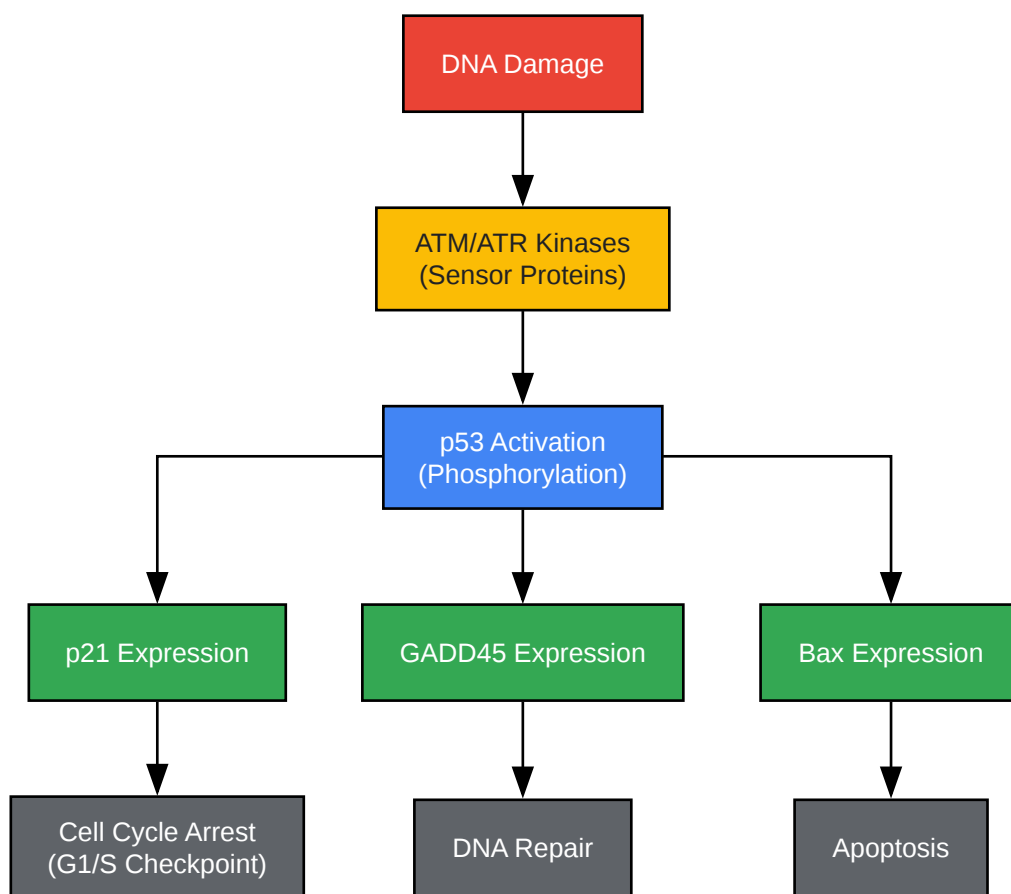 DNA Damage
ATM/ATR Kinases
(Sensor Proteins)
p53 Activation
(Phosphorylation)
p21 Expression
GADD45 Expression
Bax Expression
Cell Cycle Arrest
(G1/S Checkpoint)
DNA Repair
Apoptosis